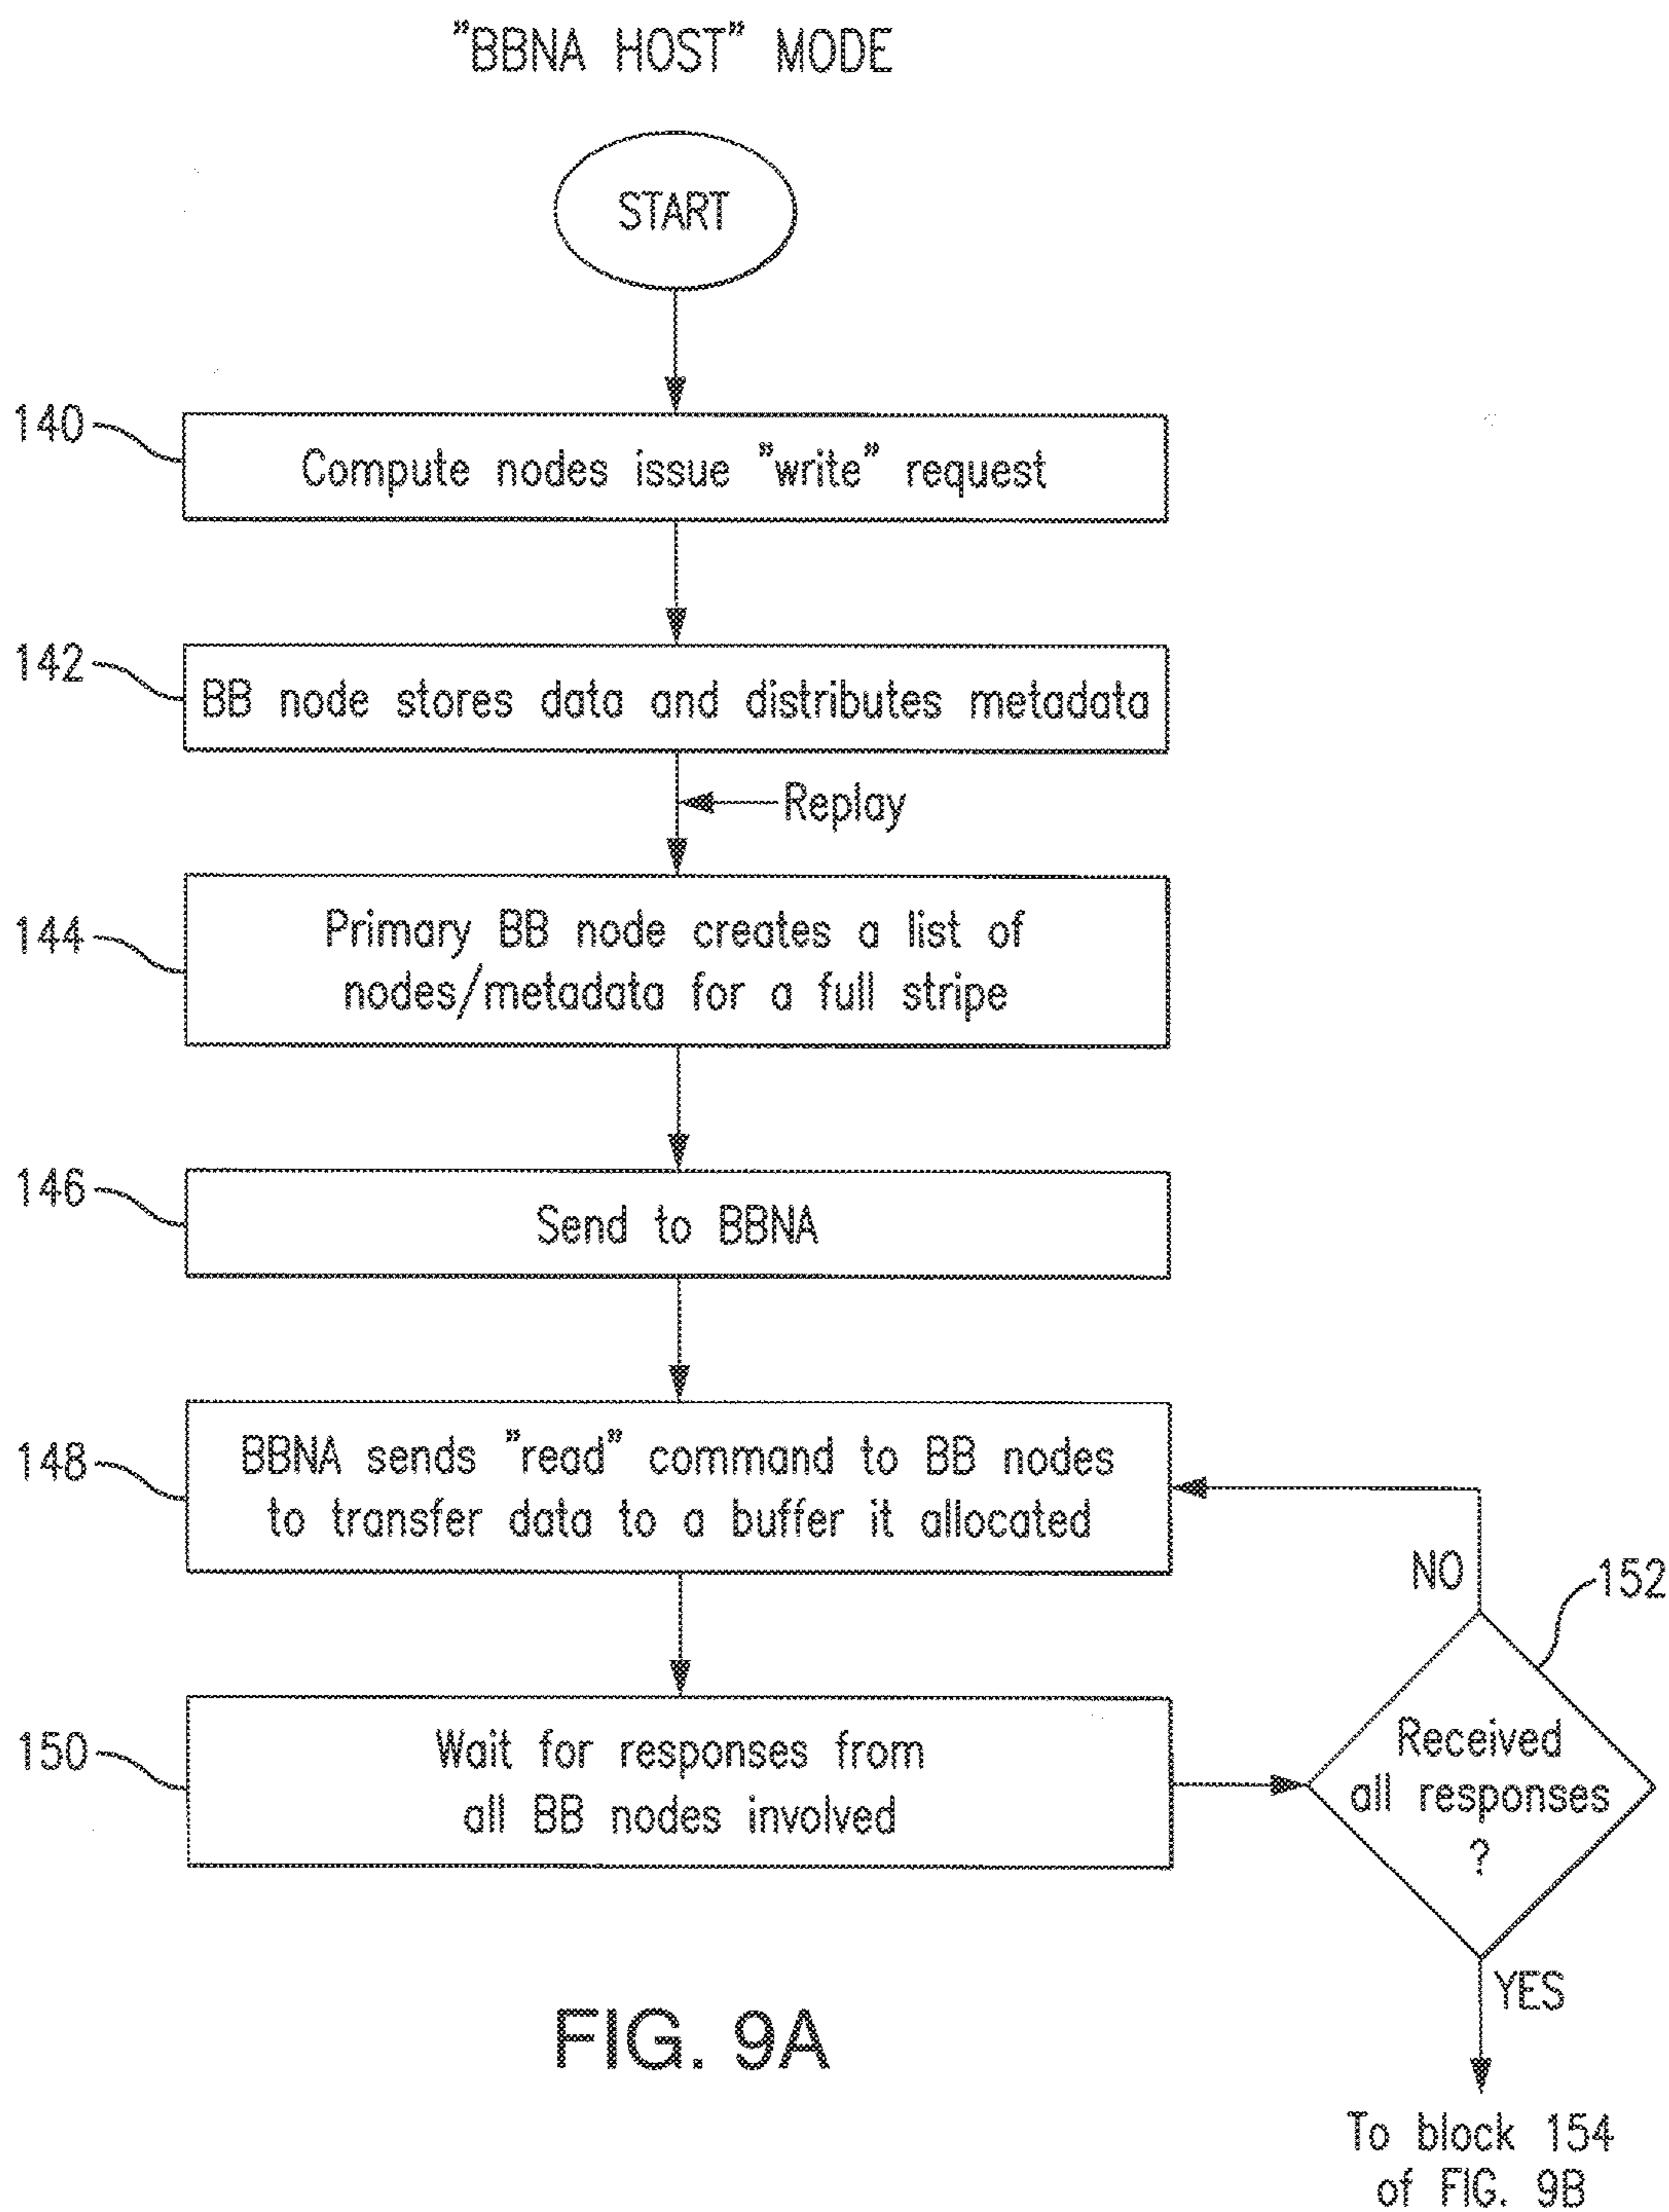 ”BBNA HOST” MODE
START
140
Compute nodes issue ”write” request
142
BB node stores data and distributes metadata
Replay
144
Primary BB node creates a list of
nodes/metadata for a full stripe
146
Send to BBNA
148
BBNA sends ”read” command to BB nodes
to transfer data to a buffer it allocated
NO
152
150
Wait for responses from
all BB nodes involved
Received
all responses
?
YES
FIG. 9A
To block 154
of FIG. 9B